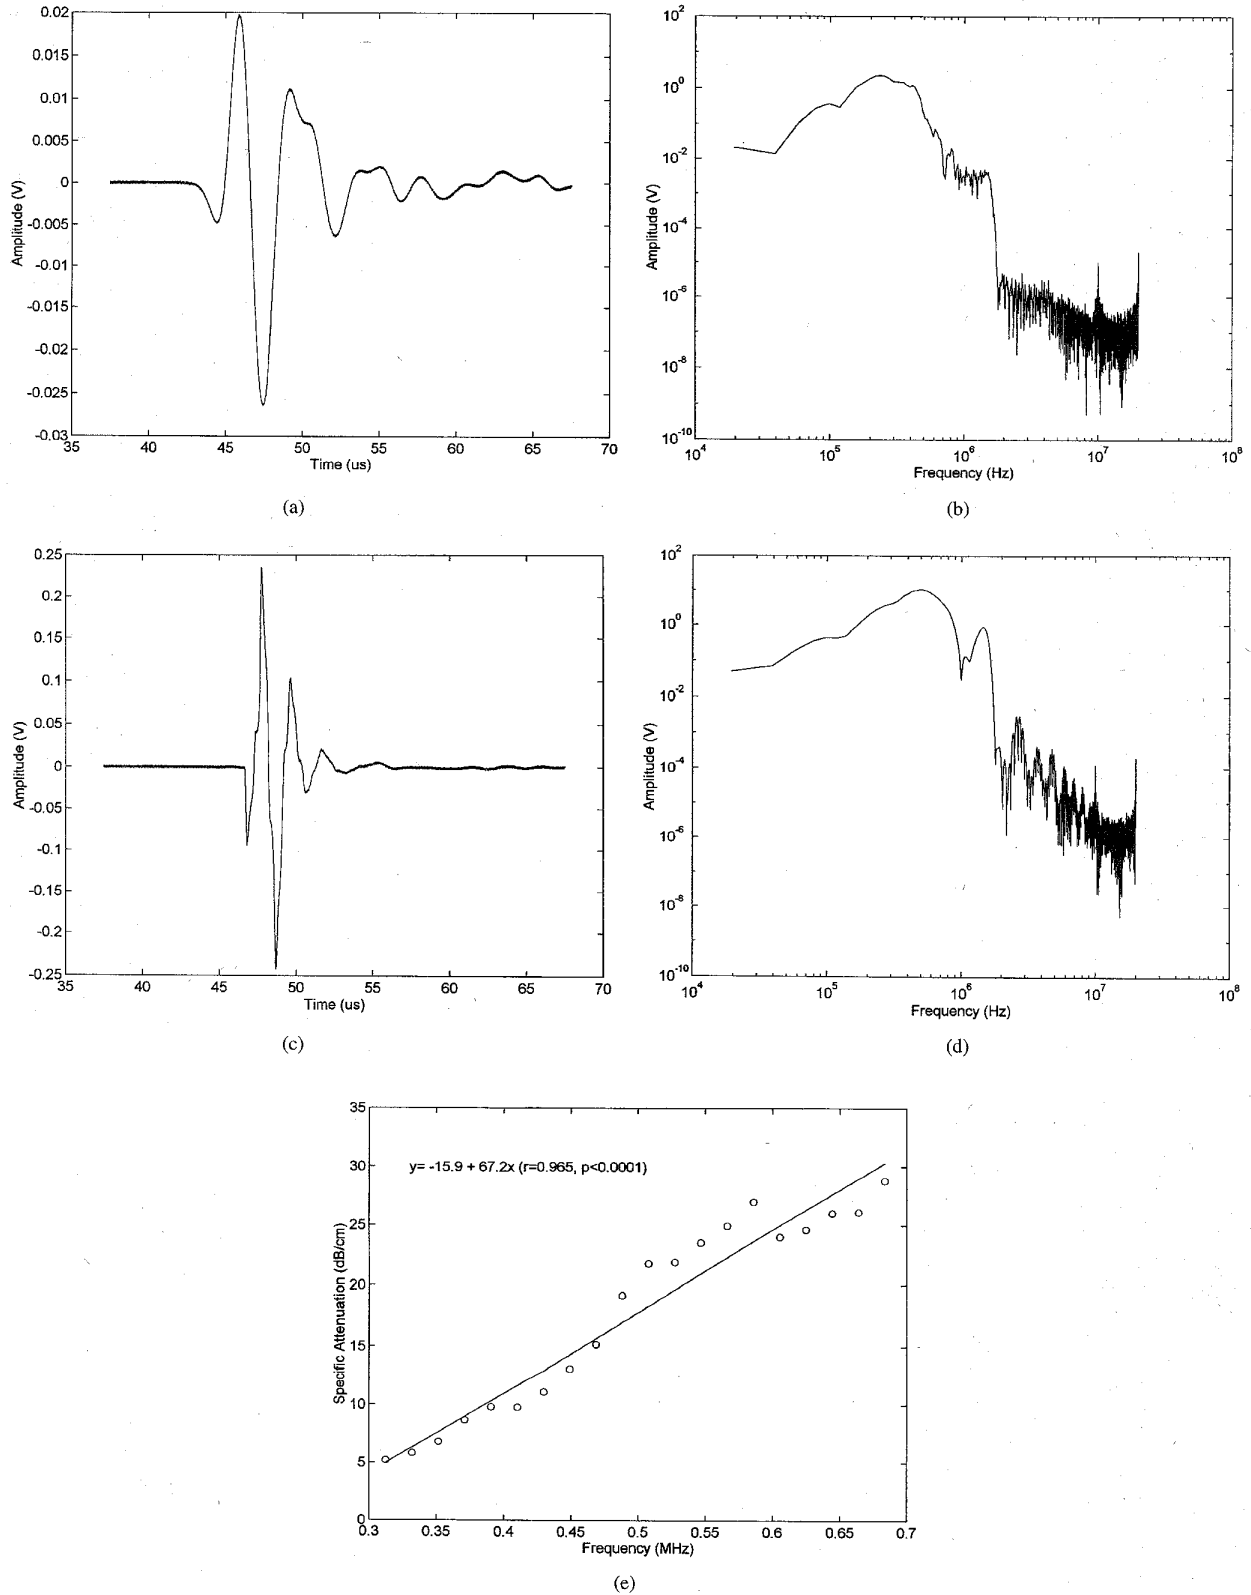 0.02
0.015
0.01
0.005
0
-0.005
-0.01
-0.015
-0.02
-0.025
-0.03
Amplitude (V)
35 40 45 50 55 60 65 70
Time (us)
(a)
10^2
10^0
10^-2
10^-4
10^-6
10^-8
10^-10
Amplitude (V)
10^4 10^5 10^6 10^7 10^8
Frequency (Hz)
(b)
0.25
0.2
0.15
0.1
0.05
0
-0.05
-0.1
-0.15
-0.2
-0.25
Amplitude (V)
35 40 45 50 55 60 65 70
Time (us)
(c)
10^2
10^0
10^-2
10^-4
10^-6
10^-8
10^-10
Amplitude (V)
10^4 10^5 10^6 10^7 10^8
Frequency (Hz)
(d)
35
30
25
20
15
10
5
0
Specific Attenuation (dB/cm)
y= -15.9 + 67.2x (r=0.965, p<0.0001)
0.3 0.35 0.4 0.45 0.5 0.55 0.6 0.65 0.7
Frequency (MHz)
(e)